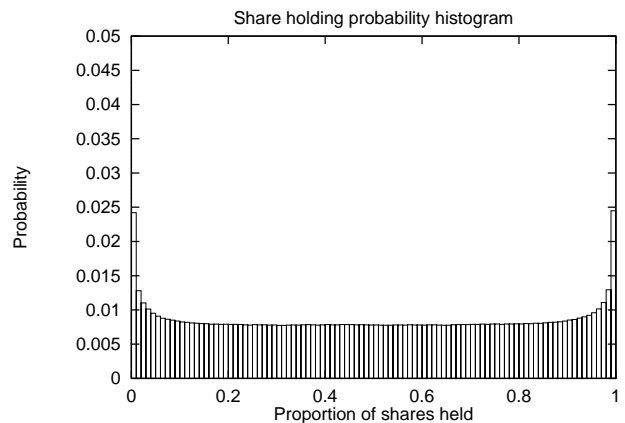 Share holding probability histogram
0.05
0.045
0.04
0.035
0.03
0.025
0.02
0.015
0.01
0.005
0
Probability
0 0.2 0.4 0.6 0.8 1
Proportion of shares held